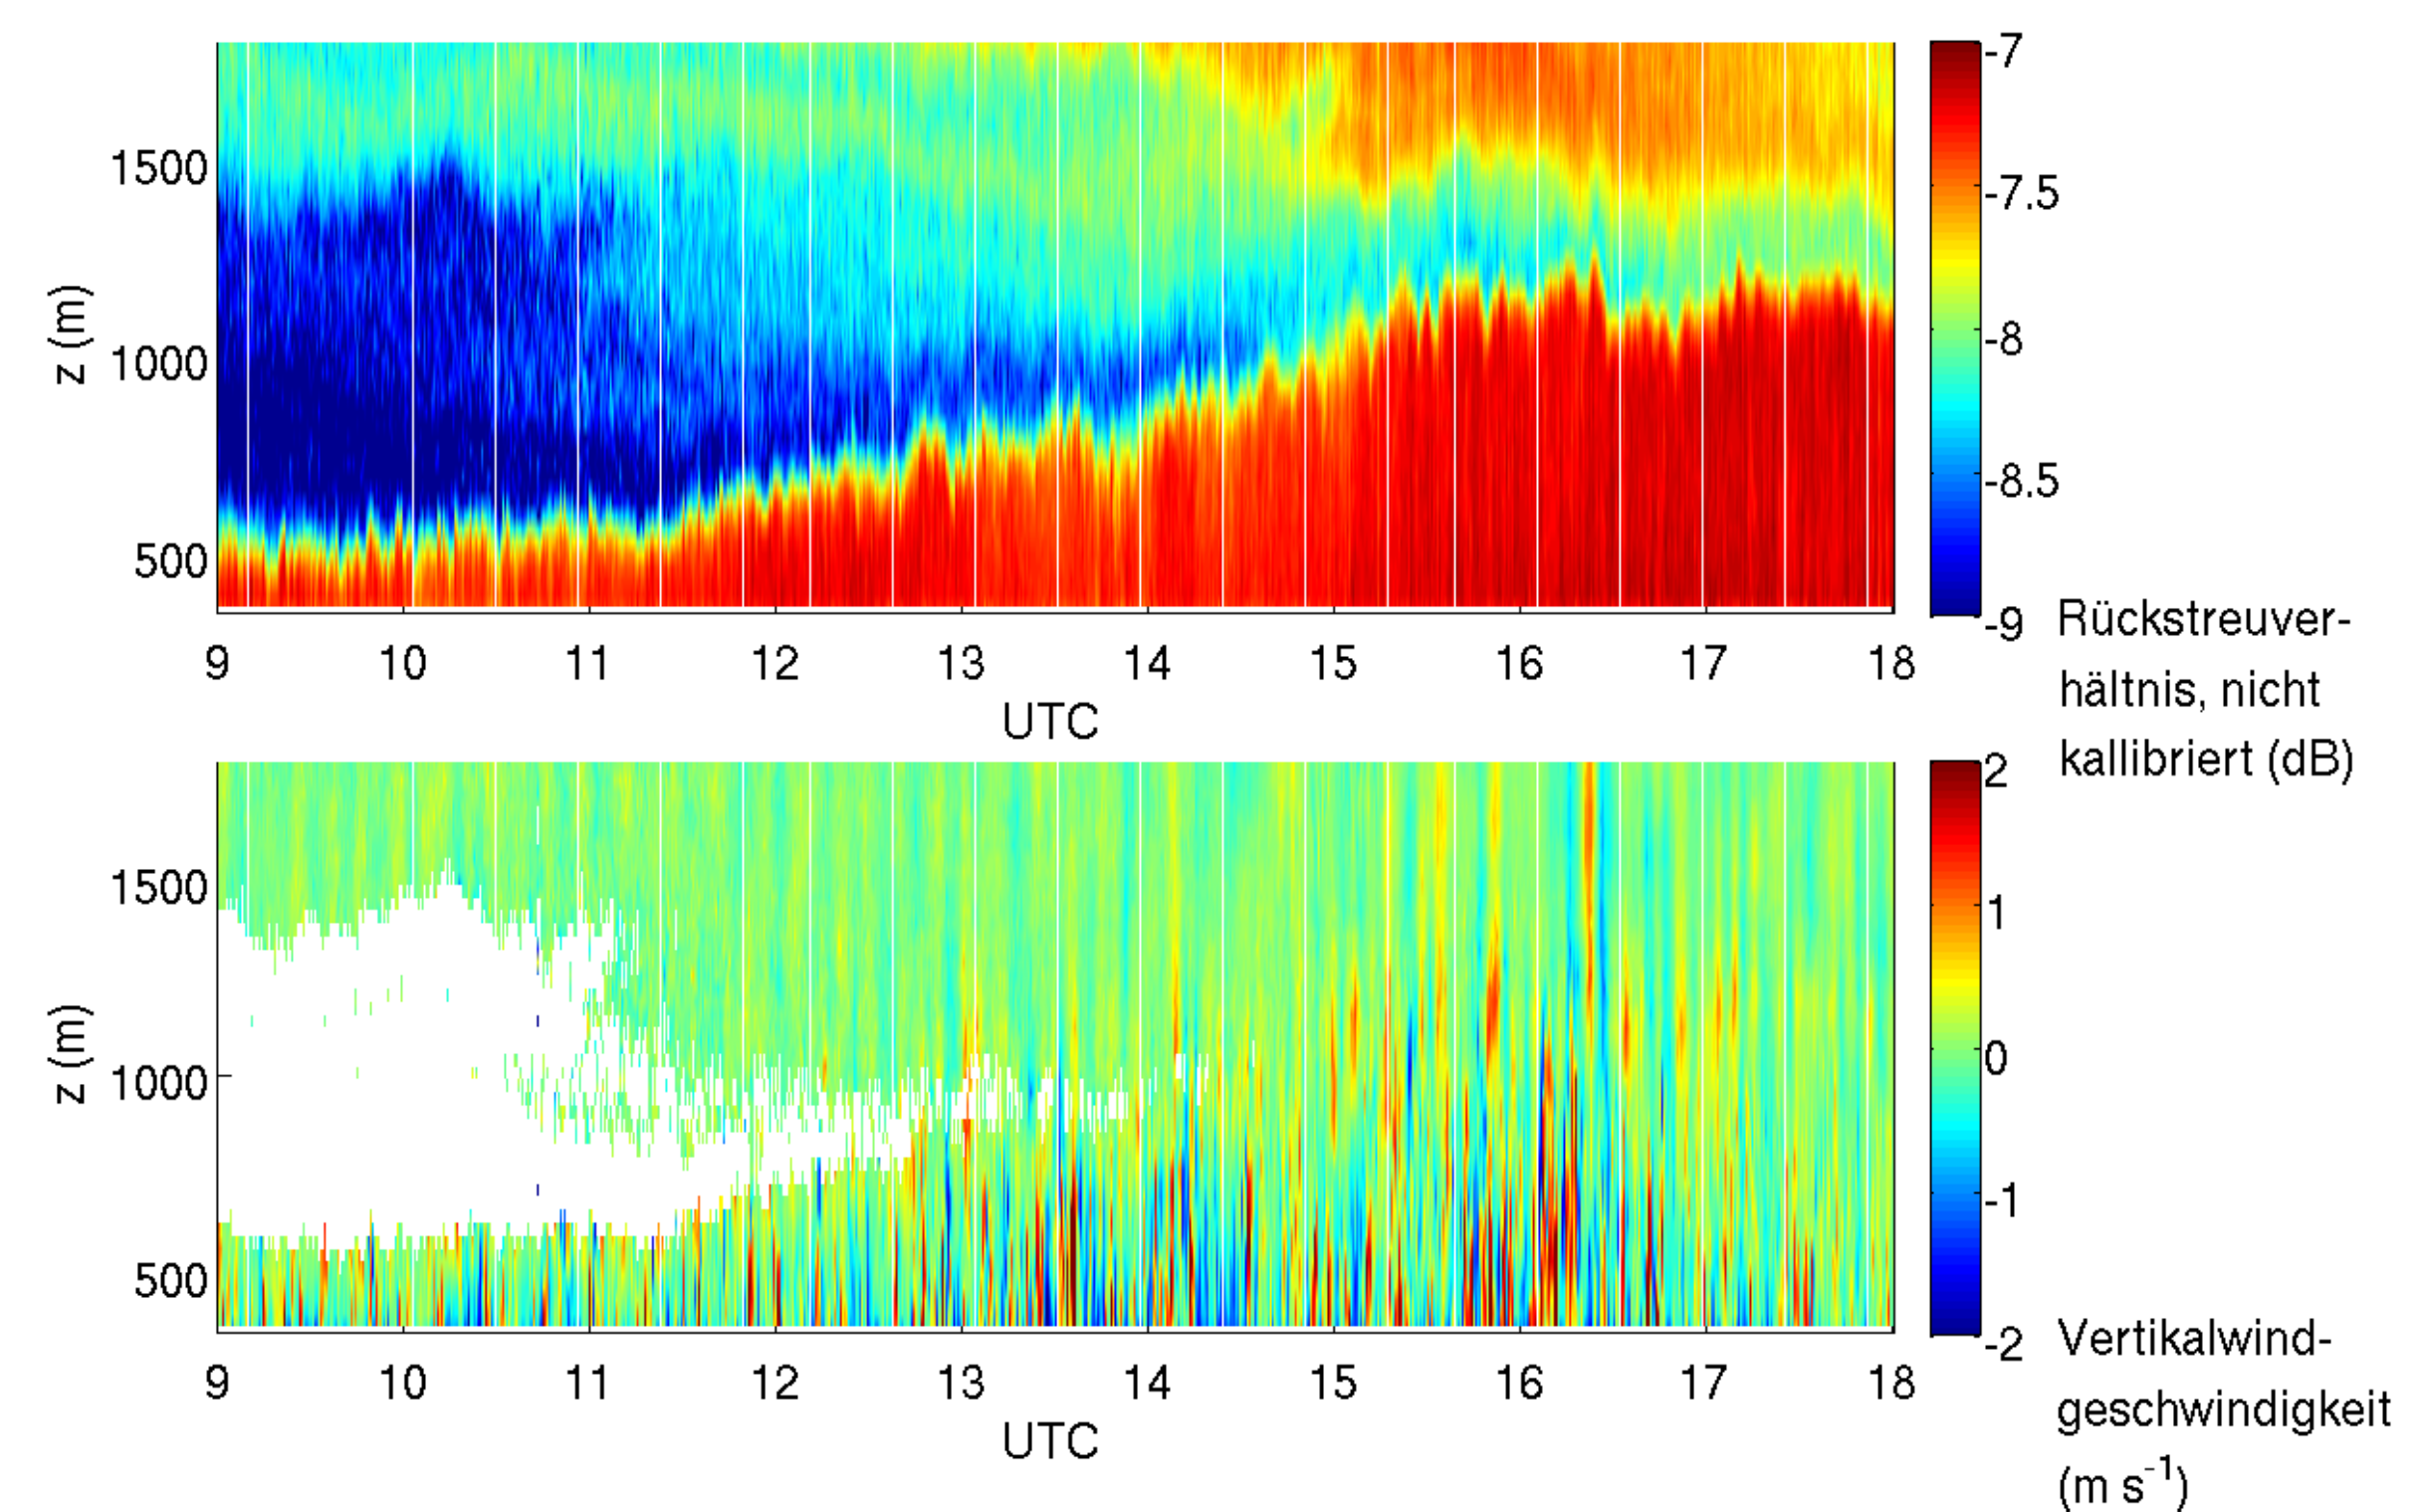 1500
1000
500
z (m)
9 10 11 12 13 14 15 16 17 18
UTC
-7
-7.5
-8
-8.5
-9
Rückstreuver-
hältnis, nicht
kallibriert (dB)
1500
1000
500
z (m)
9 10 11 12 13 14 15 16 17 18
UTC
2
1
0
-1
-2
Vertikalwind-
geschwindigkeit
(m s⁻¹)